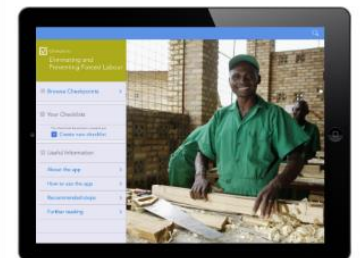 Eliminating and
Preventing Forced Labour
Browse Checkpoints
Your Checklists
Create new checklist
Useful Information
About the app
How to use the app
Recommended steps
Further reading